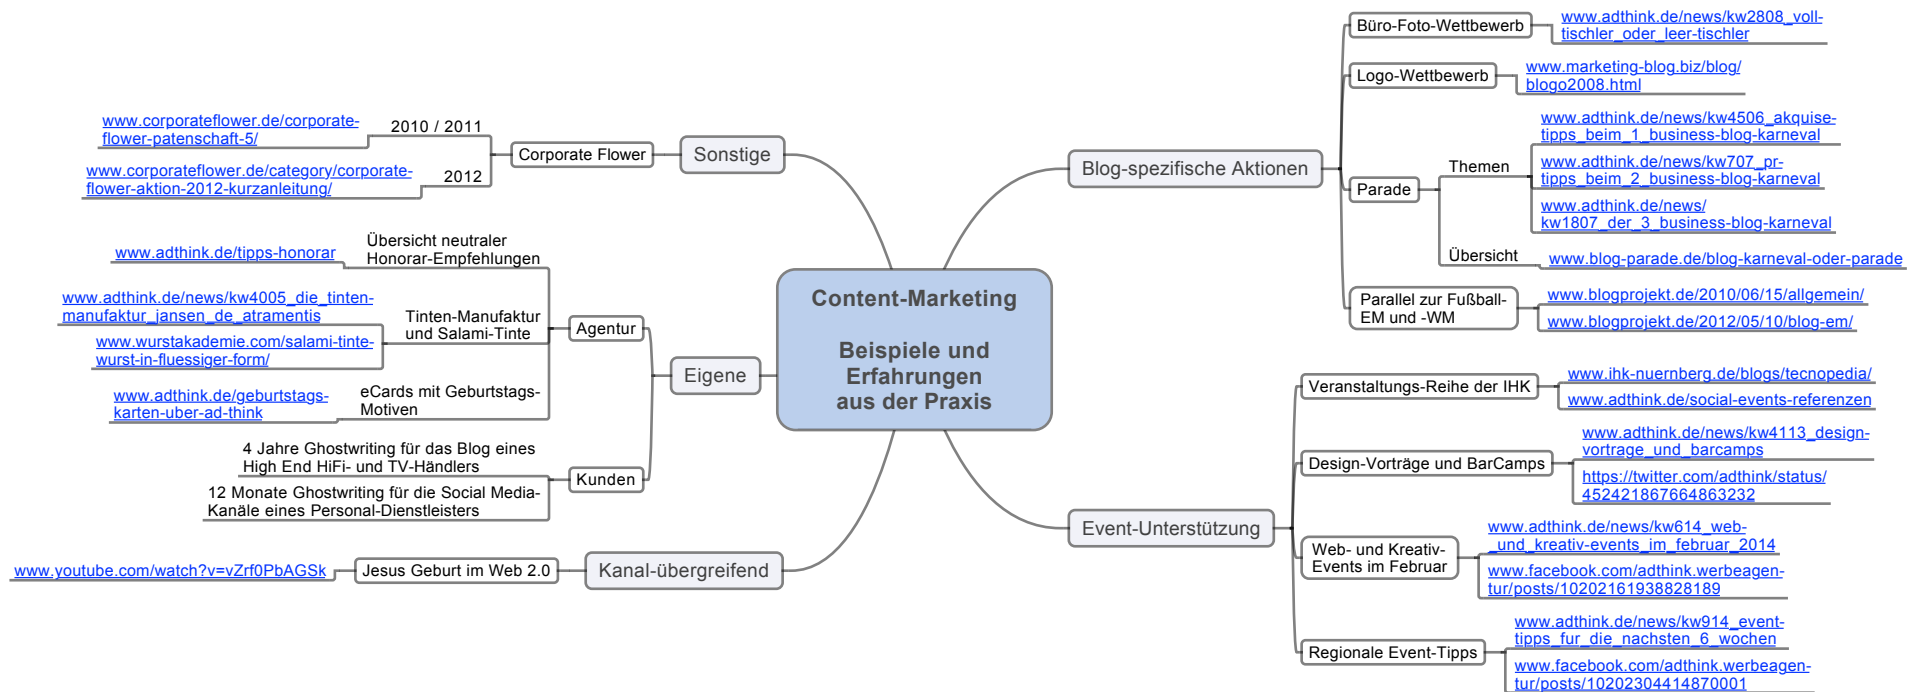 Content-Marketing
Beispiele und
Erfahrungen
aus der Praxis
Blog-spezifische Aktionen
Büro-Foto-Wettbewerb
www.adthink.de/news/kw2808_voll-
tischler_oder_leer-tischler
Logo-Wettbewerb
www.marketing-blog.biz/blog/
blogo2008.html
Parade
Themen
www.adthink.de/news/kw4506_akquise-
tipps_beim_1_business-blog-karneval
www.adthink.de/news/kw707_pr-
tipps_beim_2_business-blog-karneval
www.adthink.de/news/
kw1807_der_3_business-blog-karneval
Übersicht
www.blog-parade.de/blog-karneval-oder-parade
Parallel zur Fußball-
EM und -WM
www.blogprojekt.de/2010/06/15/allgemein/
www.blogprojekt.de/2012/05/10/blog-em/
Event-Unterstützung
Veranstaltungs-Reihe der IHK
www.ihk-nuernberg.de/blogs/tecnopedia/
www.adthink.de/social-events-referenzen
Design-Vorträge und BarCamps
www.adthink.de/news/kw4113_design-
vortrage_und_barcamps
https://twitter.com/adthink/status/
452421867664863232
Web- und Kreativ-
Events im Februar
www.adthink.de/news/kw614_web-
_und_kreativ-events_im_februar_2014
www.facebook.com/adthink.werbeagen-
tur/posts/10202161938828189
Regionale Event-Tipps
www.adthink.de/news/kw914_event-
tipps_fur_die_nachsten_6_wochen
www.facebook.com/adthink.werbeagen-
tur/posts/10202304414870001
Sonstige
Corporate Flower
2010 / 2011
www.corporateflower.de/corporate-
flower-patenschaft-5/
2012
www.corporateflower.de/category/corporate-
flower-aktion-2012-kurzanleitung/
Eigene
Agentur
Übersicht neutraler
Honorar-Empfehlungen
www.adthink.de/tipps-honorar
Tinten-Manufaktur
und Salami-Tinte
www.adthink.de/news/kw4005_die_tinten-
manufaktur_jansen_de_atramentis
www.wurstakademie.com/salami-tinte-
wurst-in-fluessiger-form/
eCards mit Geburtstags-
Motiven
www.adthink.de/geburtstags-
karten-uber-ad-think
Kunden
4 Jahre Ghostwriting für das Blog eines
High End HiFi- und TV-Händlers
12 Monate Ghostwriting für die Social Media-
Kanäle eines Personal-Dienstleisters
Kanal-übergreifend
Jesus Geburt im Web 2.0
www.youtube.com/watch?v=vZrf0PbAGSk